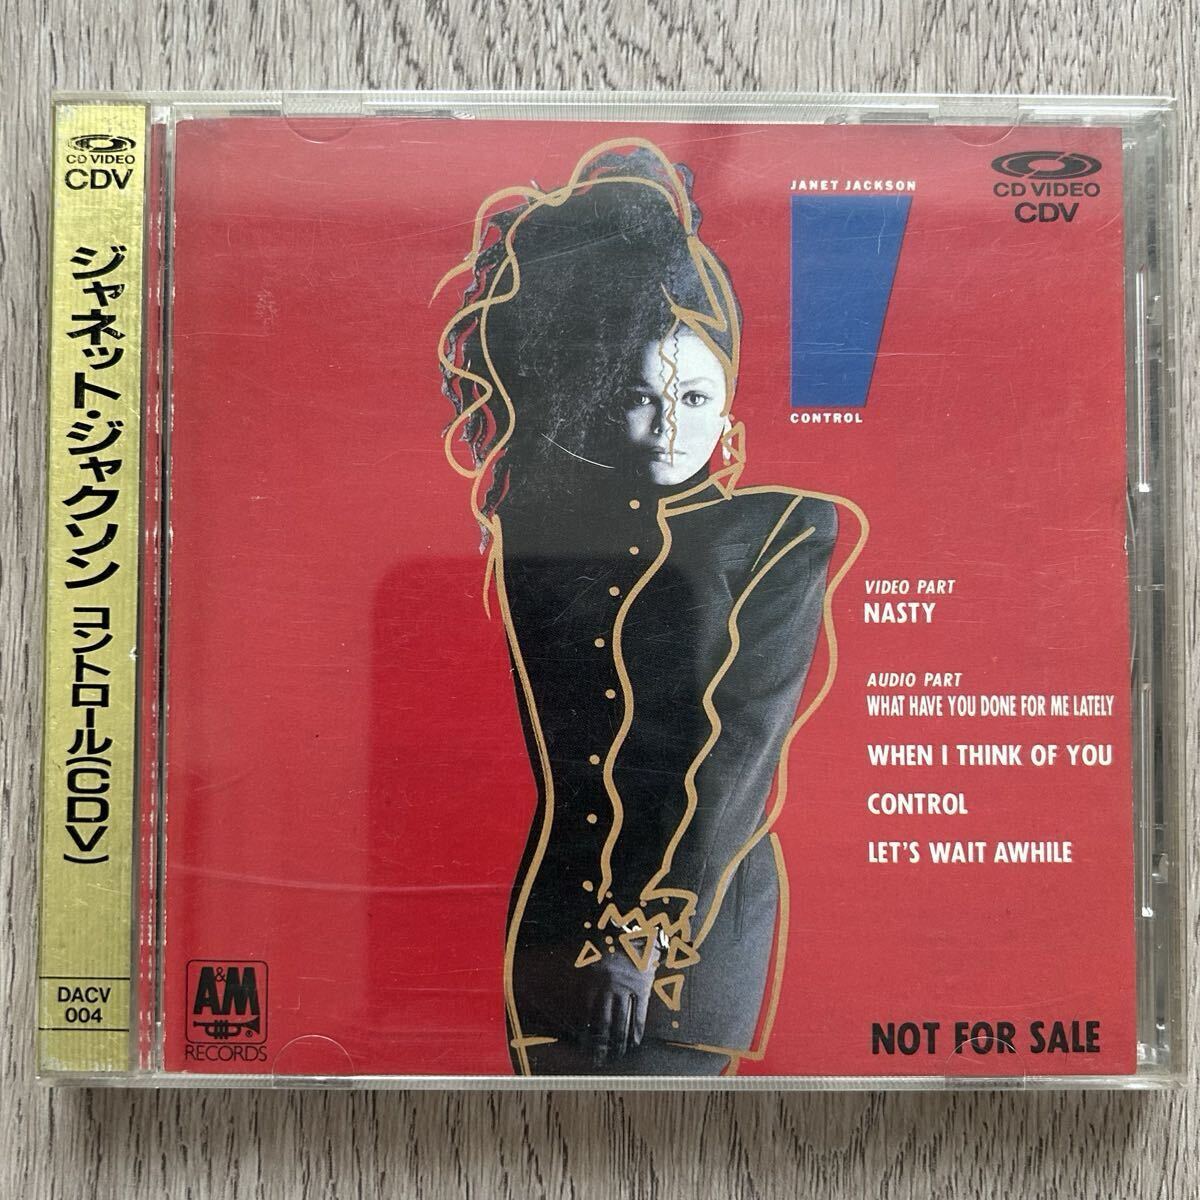 CD VIDEO
CDV
ジャネット・ジャクソン コントロール(CDV)
DACV
004
JANET JACKSON
CONTROL
CD VIDEO
CDV
VIDEO PART
NASTY
AUDIO PART
WHAT HAVE YOU DONE FOR ME LATELY
WHEN I THINK OF YOU
CONTROL
LET'S WAIT AWHILE
A&M
®
RECORDS
NOT FOR SALE